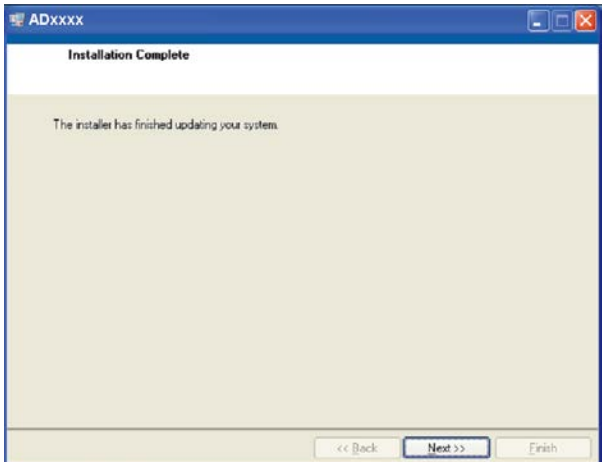 ADxxxx
Installation Complete
The installer has finished updating your system.
<< Back Next >> Finish